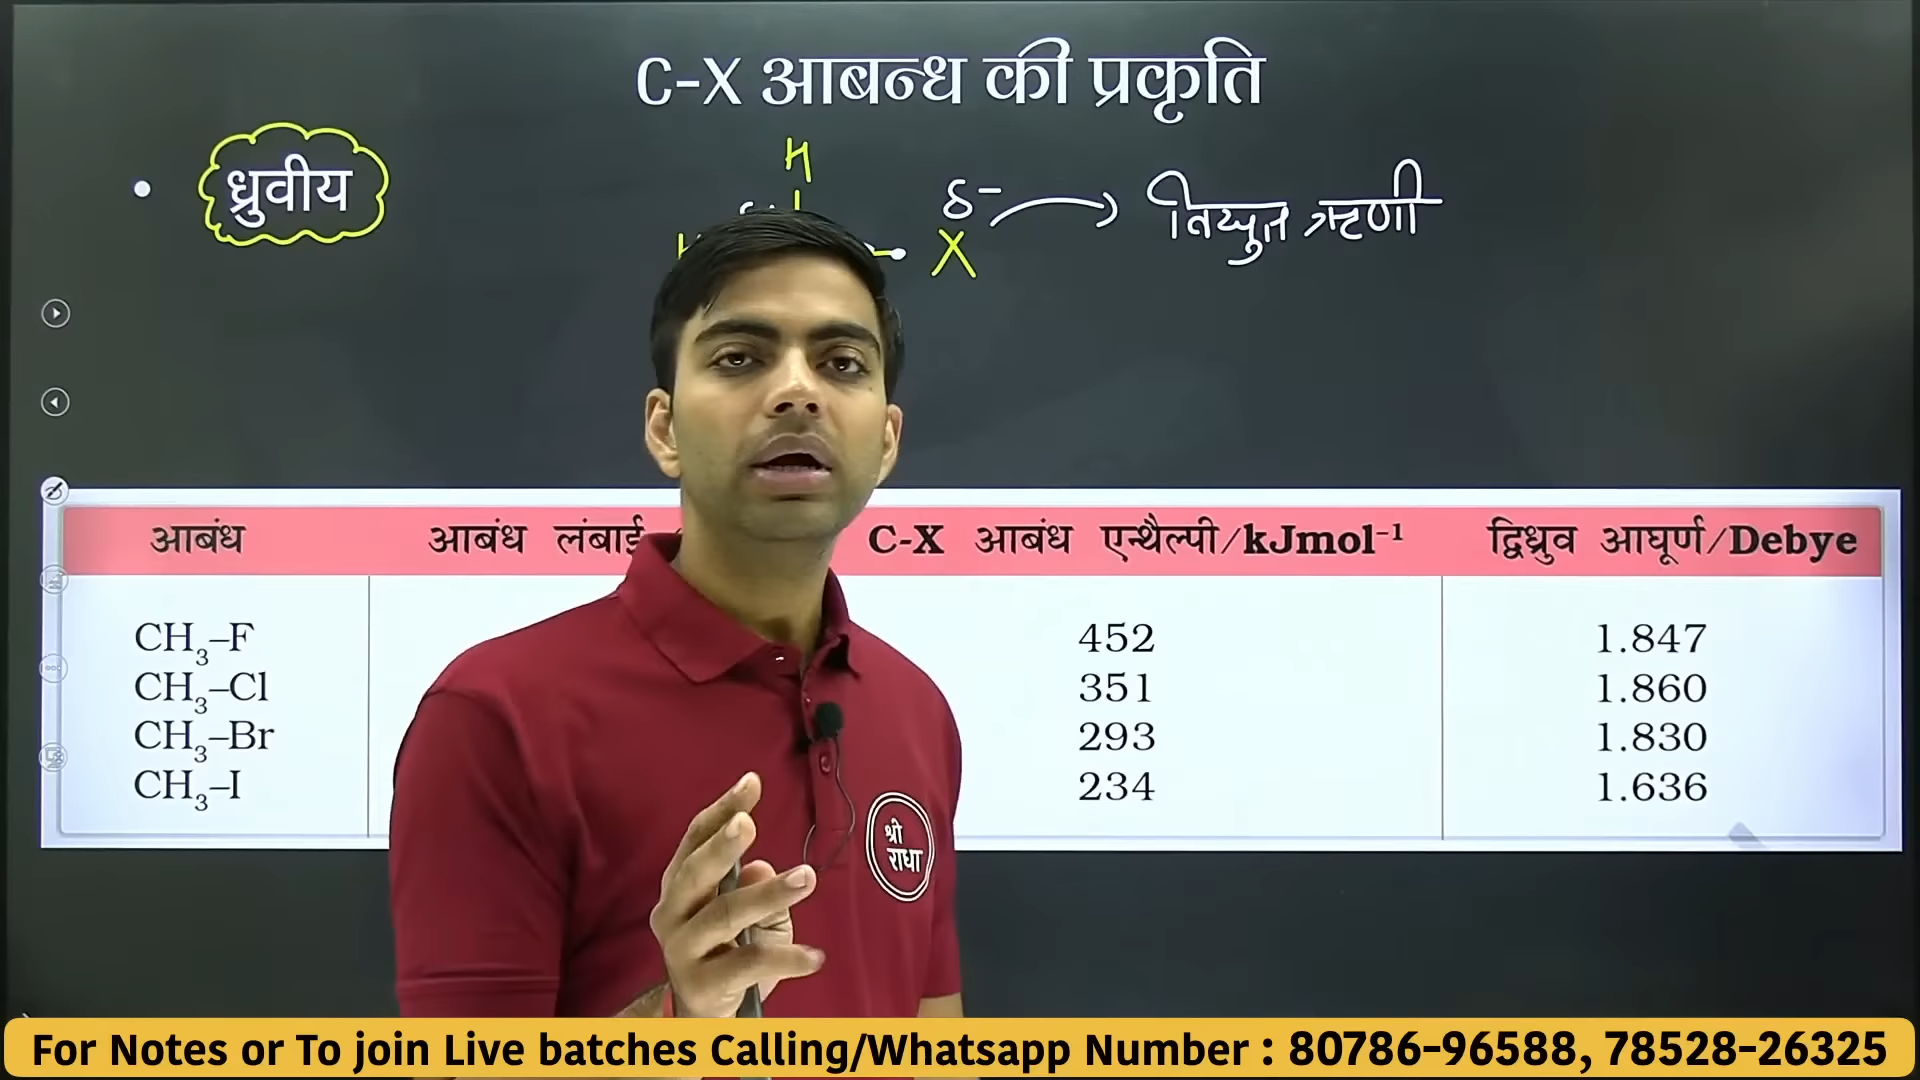 C-X आबन्ध की प्रकृति
• ध्रुवीय
H
δ⁻ विद्युत ऋणी
H X
आबंध आबंध लंबाई C-X आबंध एन्थैल्पी/kJmol⁻¹ द्विध्रुव आघूर्ण/Debye
CH₃–F 452 1.847
CH₃–Cl 351 1.860
CH₃–Br 293 1.830
CH₃–I 234 1.636
श्री
राधा
For Notes or To join Live batches Calling/Whatsapp Number : 80786-96588, 78528-26325